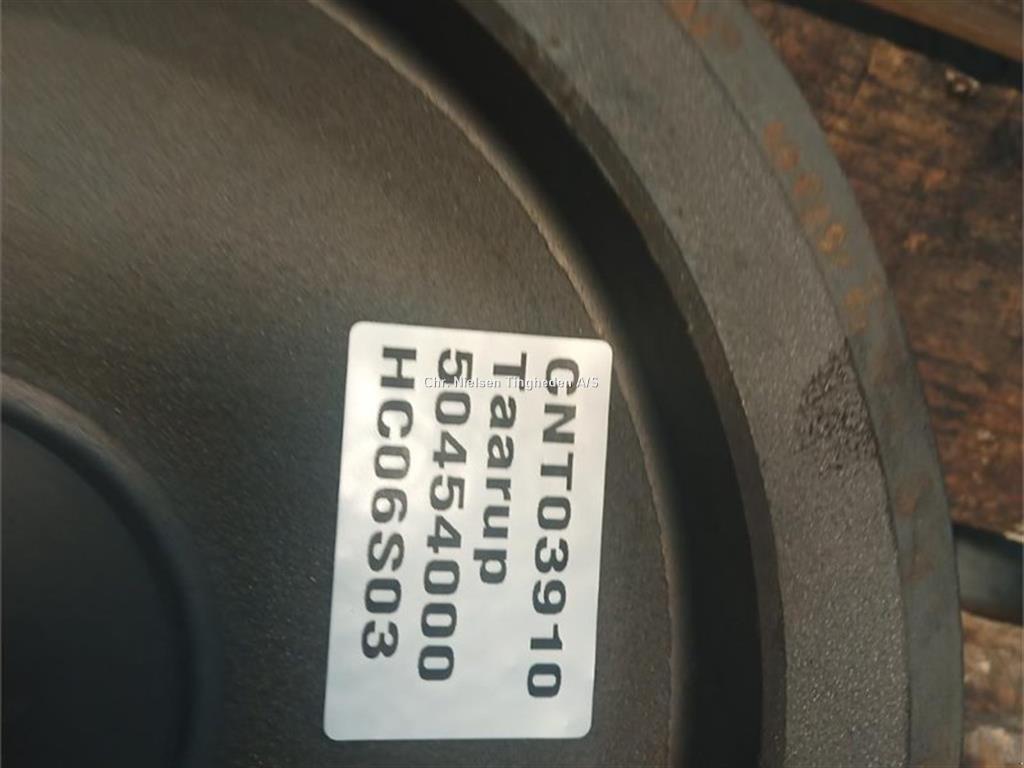 CNT03910
Taarup
50454000
HC06S03
Chr. Nielsen Tingheden A/S